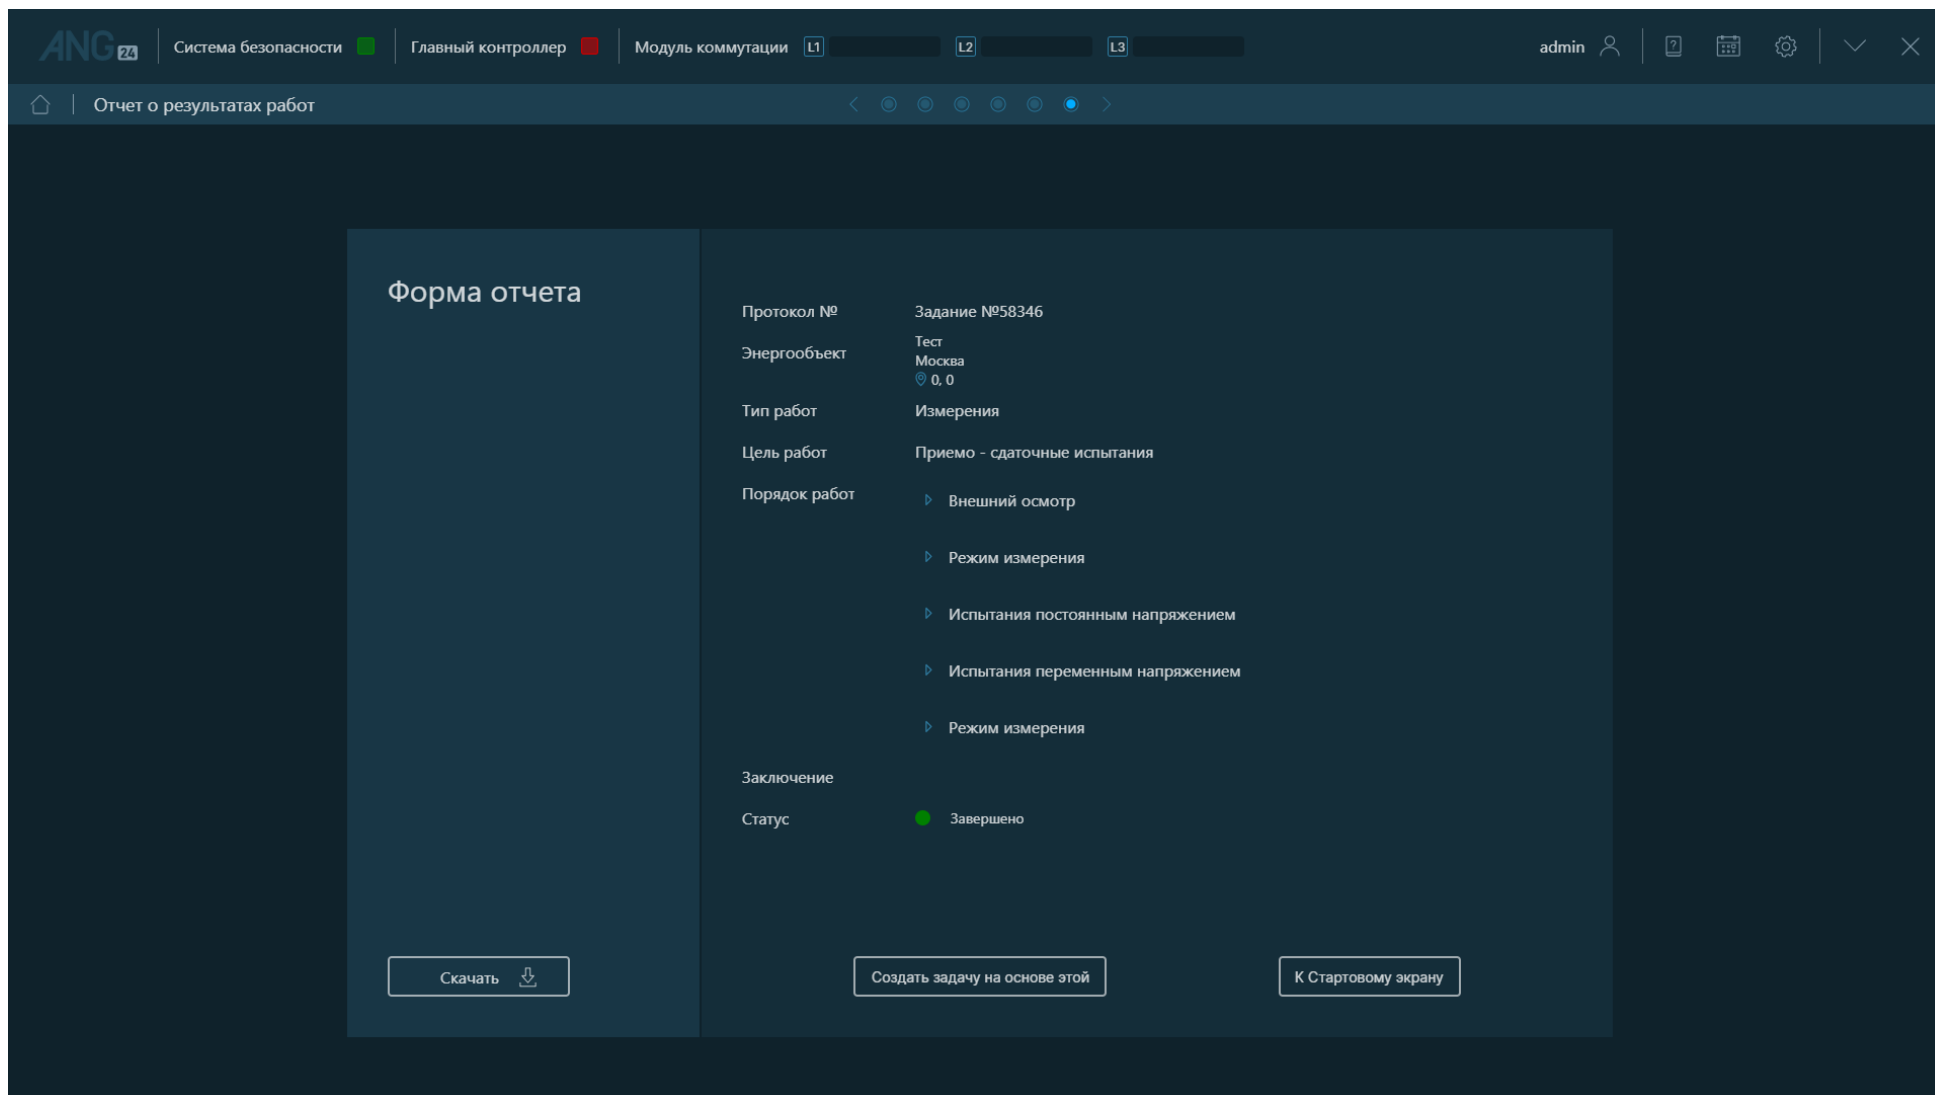 ANG 24 Система безопасности Главный контроллер Модуль коммутации L1 L2 L3 admin
Отчет о результатах работ
Форма отчета
Протокол № Задание №58346
Энергообъект Тест
Москва
0, 0
Тип работ Измерения
Цель работ Приемо - сдаточные испытания
Порядок работ Внешний осмотр
Режим измерения
Испытания постоянным напряжением
Испытания переменным напряжением
Режим измерения
Заключение
Статус Завершено
Скачать Создать задачу на основе этой К Стартовому экрану